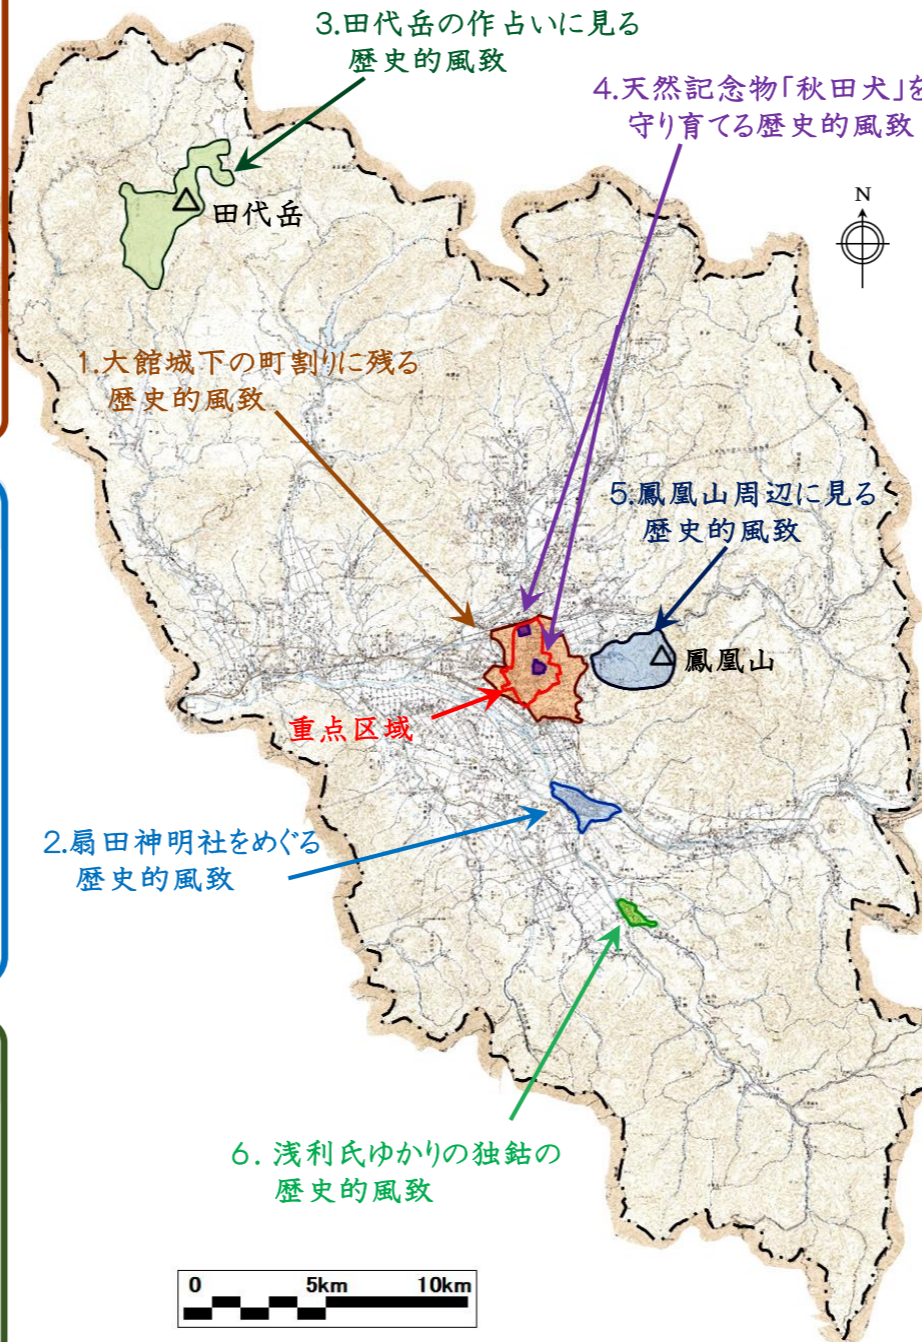 3.田代岳の作占いに見る
歴史的風致
4.天然記念物「秋田犬」を
守り育てる歴史的風致
N
田代岳
1.大館城下の町割りに残る
歴史的風致
5.鳳凰山周辺に見る
歴史的風致
鳳凰山
重点区域
2.扇田神明社をめぐる
歴史的風致
6. 浅利氏ゆかりの独鈷の
歴史的風致
0 5km 10km